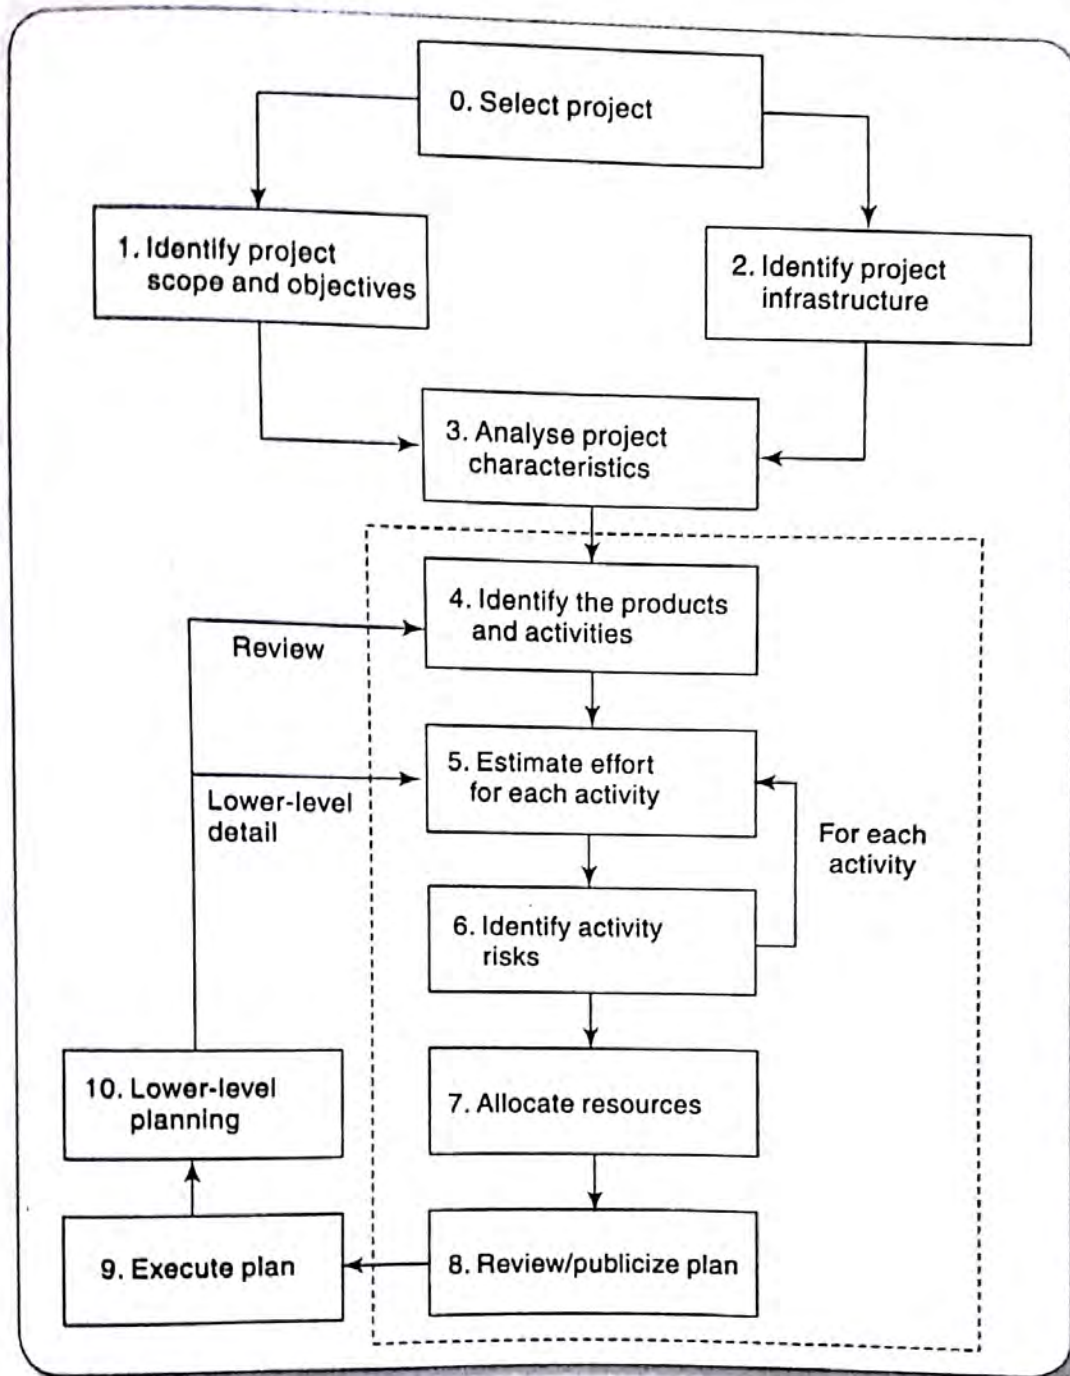 0. Select project
1. Identify project
scope and objectives
2. Identify project
infrastructure
3. Analyse project
characteristics
4. Identify the products
and activities
Review
5. Estimate effort
for each activity
Lower-level
detail
For each
activity
6. Identify activity
risks
10. Lower-level
planning
7. Allocate resources
9. Execute plan
8. Review/publicize plan